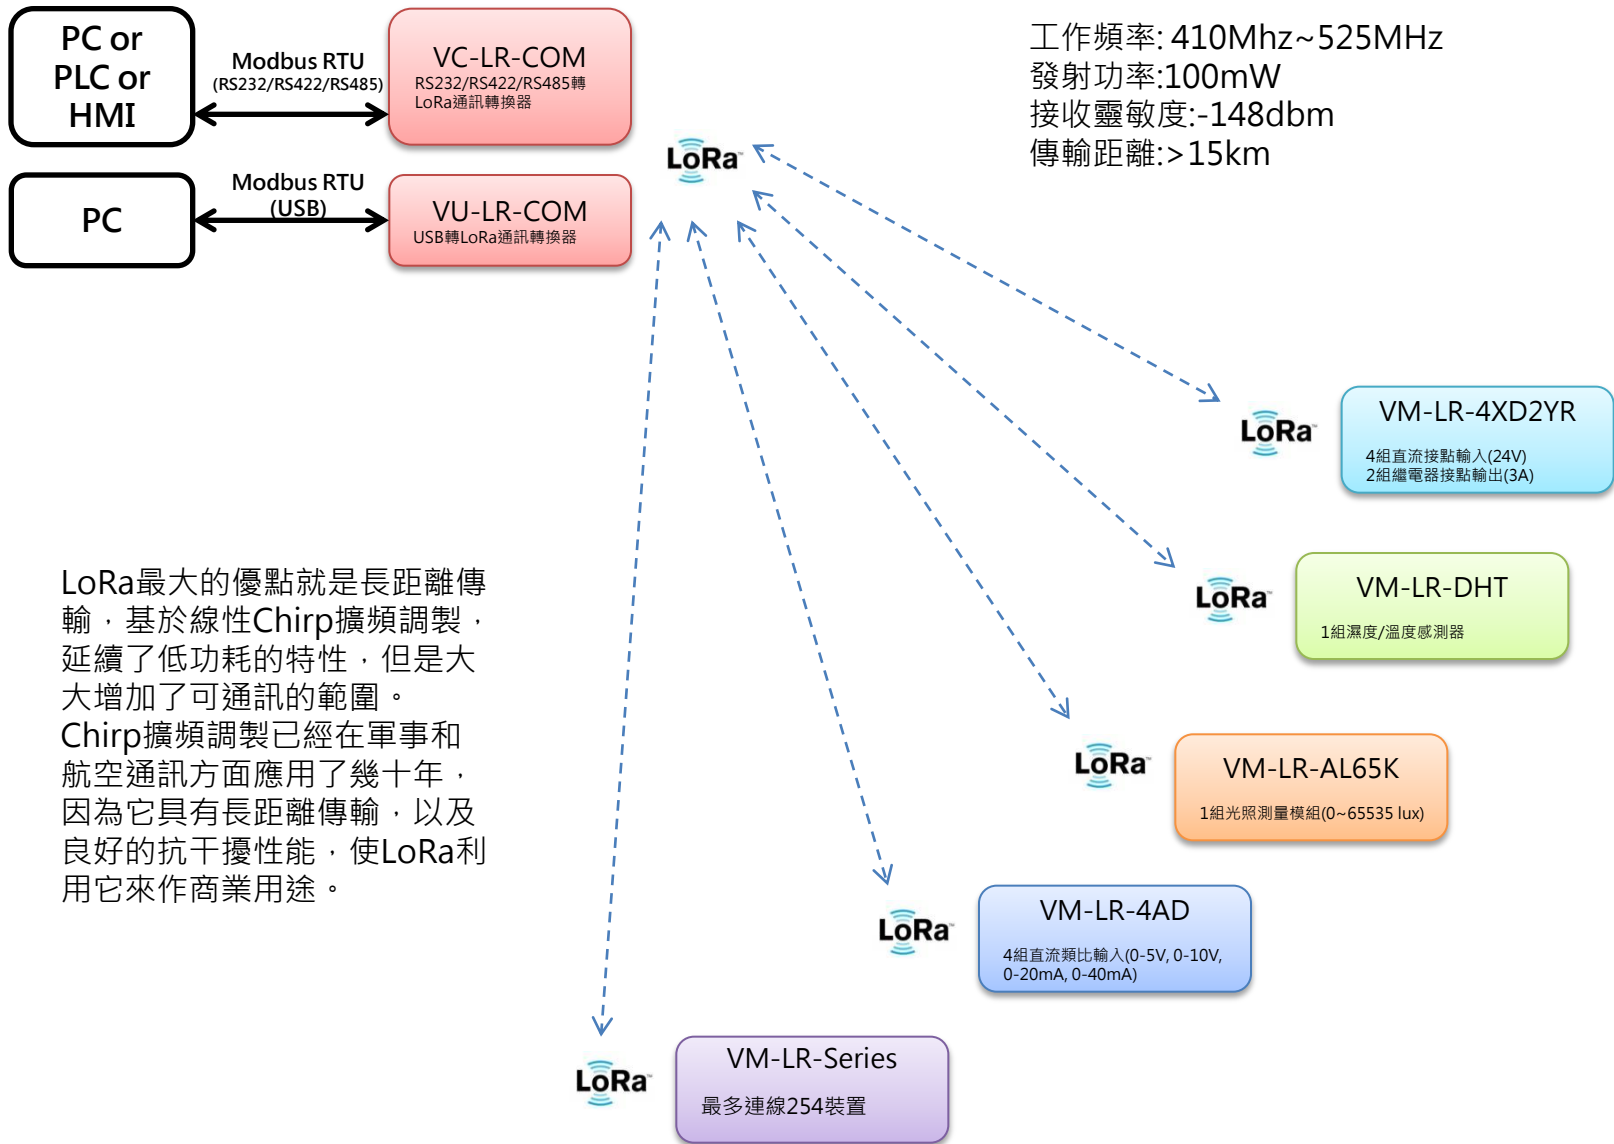 PC or
PLC or
HMI
Modbus RTU
(RS232/RS422/RS485)
VC-LR-COM
RS232/RS422/RS485轉
LoRa通訊轉換器
工作頻率: 410Mhz~525MHz
發射功率:100mW
接收靈敏度:-148dbm
傳輸距離:>15km
LoRa™
PC
Modbus RTU
(USB)
VU-LR-COM
USB轉LoRa通訊轉換器
LoRa™
VM-LR-4XD2YR
4組直流接點輸入(24V)
2組繼電器接點輸出(3A)
LoRa™
VM-LR-DHT
1組濕度/溫度感測器
LoRa最大的優點就是長距離傳
輸，基於線性Chirp擴頻調製，
延續了低功耗的特性，但是大
大增加了可通訊的範圍。
Chirp擴頻調製已經在軍事和
航空通訊方面應用了幾十年，
因為它具有長距離傳輸，以及
良好的抗干擾性能，使LoRa利
用它來作商業用途。
LoRa™
VM-LR-AL65K
1組光照測量模組(0~65535 lux)
LoRa™
VM-LR-4AD
4組直流類比輸入(0-5V, 0-10V,
0-20mA, 0-40mA)
LoRa™
VM-LR-Series
最多連線254裝置